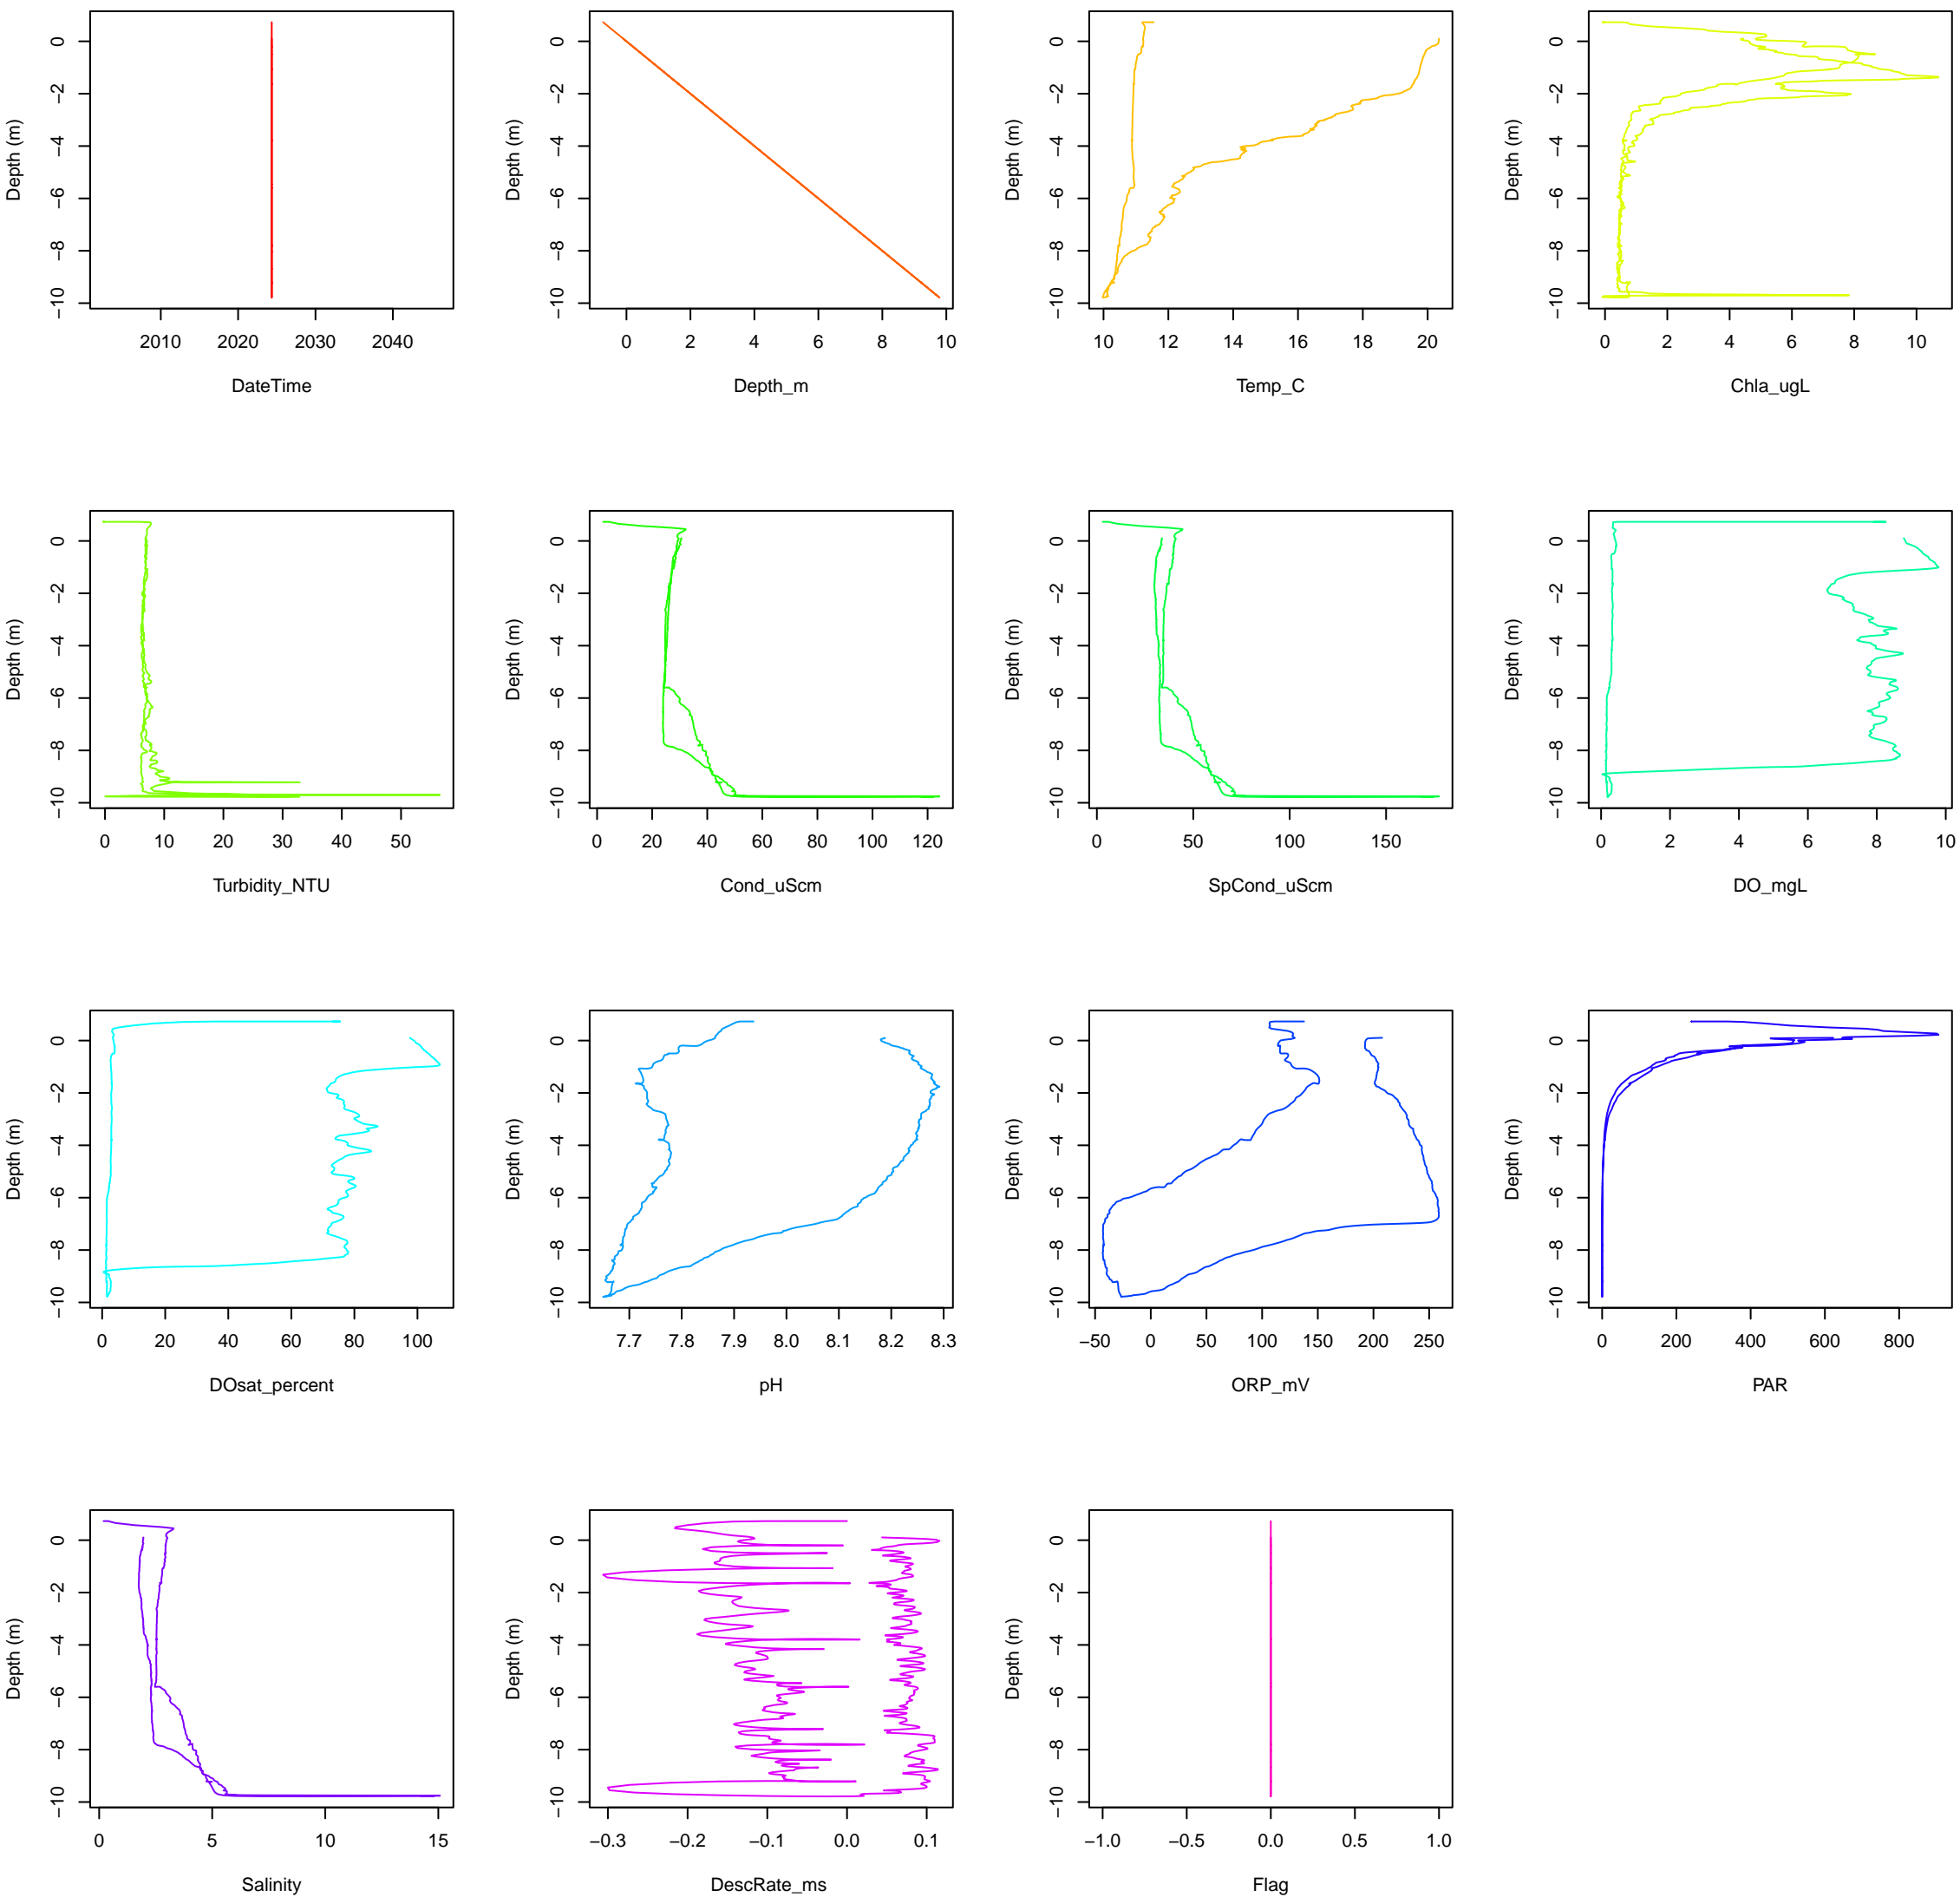 Depth (m)
0
−2
−4
−6
−8
−10
2010 2020 2030 2040
DateTime
Depth (m)
0
−2
−4
−6
−8
−10
0 2 4 6 8 10
Depth_m
Depth (m)
0
−2
−4
−6
−8
−10
10 12 14 16 18 20
Temp_C
Depth (m)
0
−2
−4
−6
−8
−10
0 2 4 6 8 10
Chla_ugL
Depth (m)
0
−2
−4
−6
−8
−10
0 10 20 30 40 50
Turbidity_NTU
Depth (m)
0
−2
−4
−6
−8
−10
0 20 40 60 80 100 120
Cond_uScm
Depth (m)
0
−2
−4
−6
−8
−10
0 50 100 150
SpCond_uScm
Depth (m)
0
−2
−4
−6
−8
−10
0 2 4 6 8 10
DO_mgL
Depth (m)
0
−2
−4
−6
−8
−10
0 20 40 60 80 100
DOsat_percent
Depth (m)
0
−2
−4
−6
−8
−10
7.7 7.8 7.9 8.0 8.1 8.2 8.3
pH
Depth (m)
0
−2
−4
−6
−8
−10
−50 0 50 100 150 200 250
ORP_mV
Depth (m)
0
−2
−4
−6
−8
−10
0 200 400 600 800
PAR
Depth (m)
0
−2
−4
−6
−8
−10
0 5 10 15
Salinity
Depth (m)
0
−2
−4
−6
−8
−10
−0.3 −0.2 −0.1 0.0 0.1
DescRate_ms
Depth (m)
0
−2
−4
−6
−8
−10
−1.0 −0.5 0.0 0.5 1.0
Flag